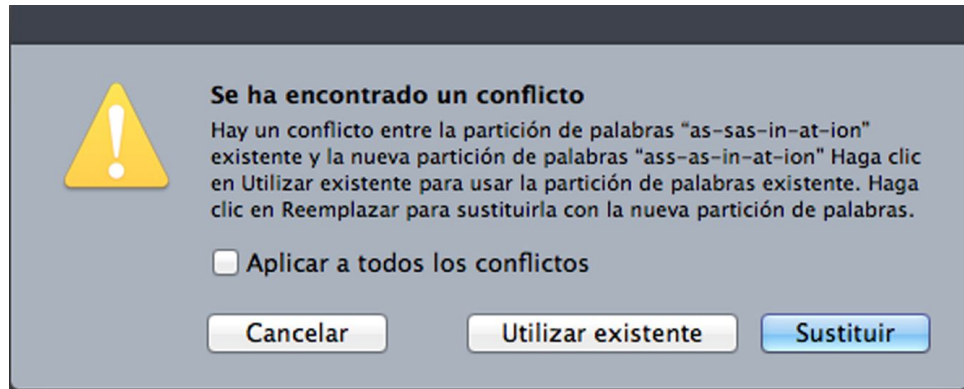 Se ha encontrado un conflicto
Hay un conflicto entre la partición de palabras “as-sas-in-at-ion”
existente y la nueva partición de palabras “ass-as-in-at-ion” Haga clic
en Utilizar existente para usar la partición de palabras existente. Haga
clic en Reemplazar para sustituirla con la nueva partición de palabras.
Aplicar a todos los conflictos
Cancelar Utilizar existente Sustituir